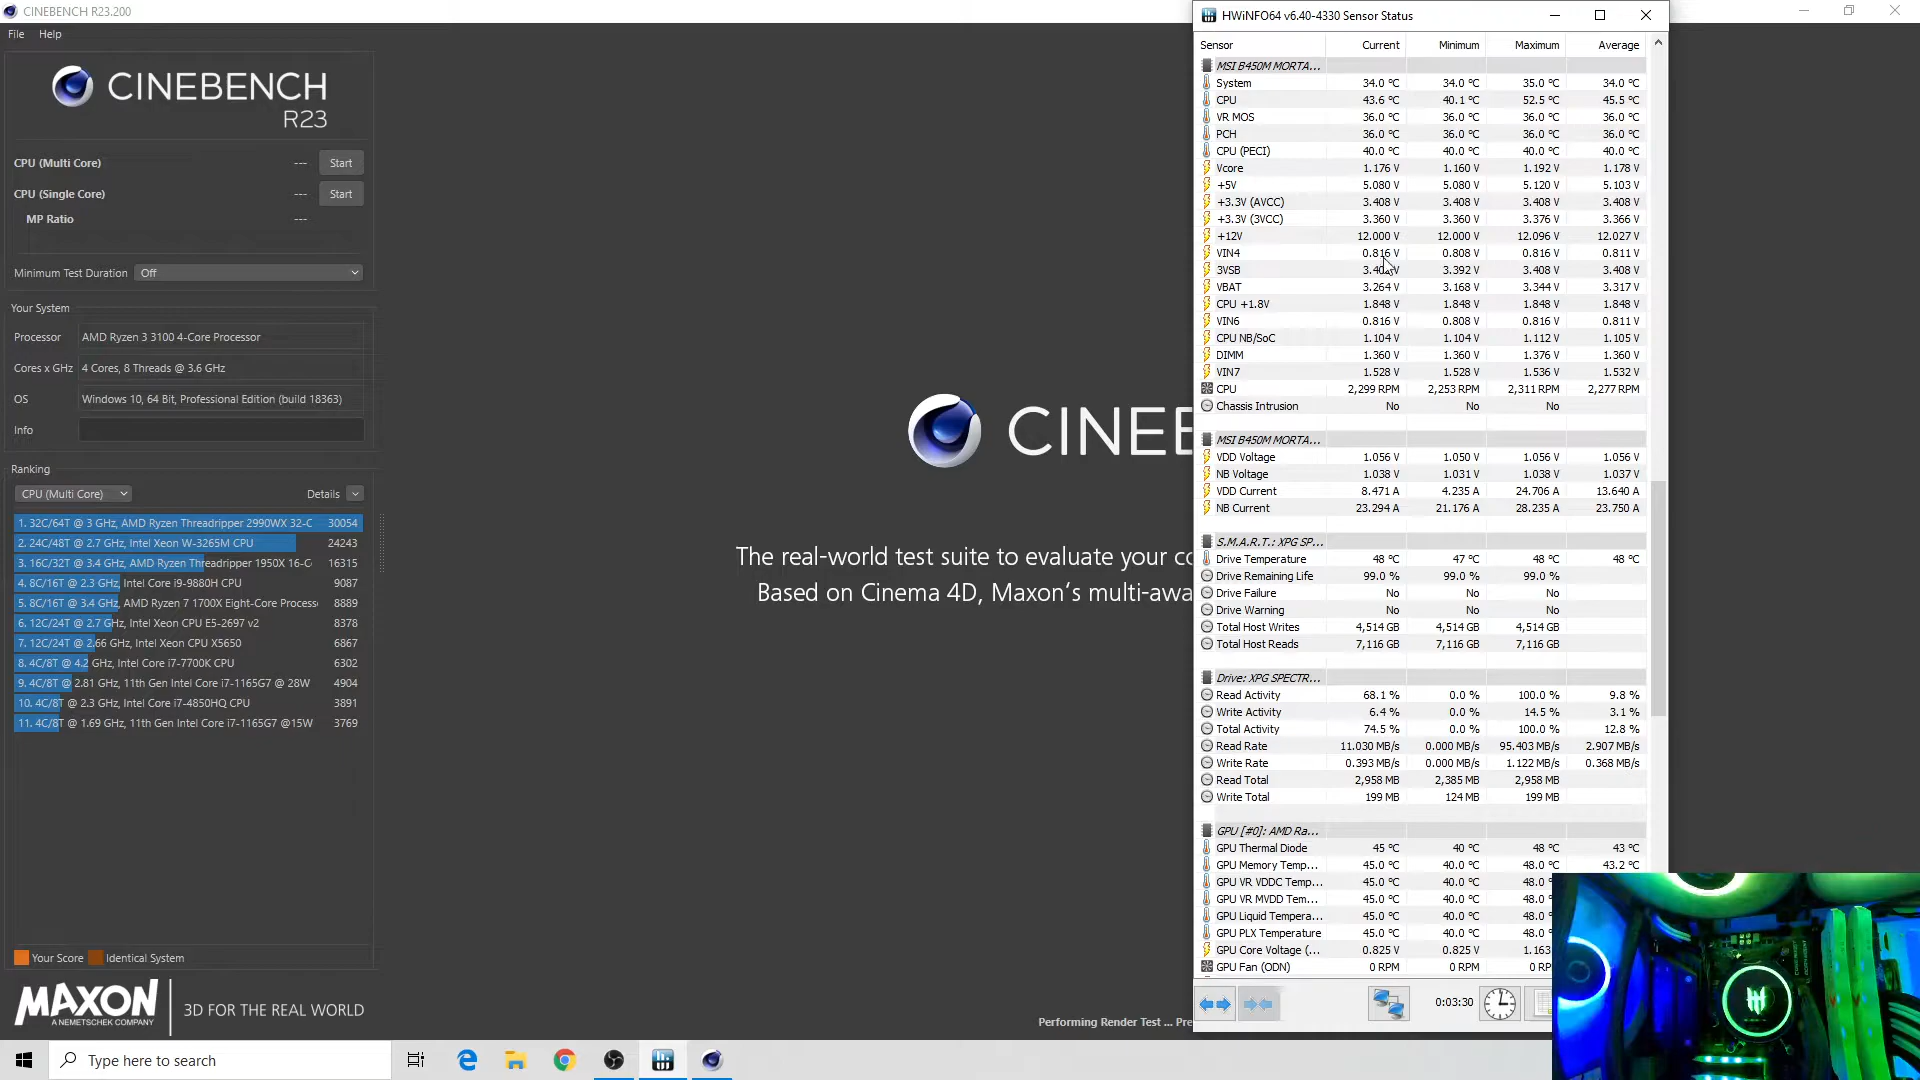 CINEBENCH R23.200
File Help
CINEBENCH
R23
CPU (Multi Core) --- Start
CPU (Single Core) --- Start
MP Ratio ---
Minimum Test Duration Off
Your System
Processor AMD Ryzen 3 3100 4-Core Processor
Cores x GHz 4 Cores, 8 Threads @ 3.6 GHz
OS Windows 10, 64 Bit, Professional Edition (build 18363)
Info
Ranking
CPU (Multi Core) Details
1. 32C/64T @ 3 GHz, AMD Ryzen Threadripper 2990WX 32-C 30054
2. 24C/48T @ 2.7 GHz, Intel Xeon W-3265M CPU 24243
3. 16C/32T @ 3.4 GHz, AMD Ryzen Threadripper 1950X 16-C 16315
4. 8C/16T @ 2.3 GHz, Intel Core i9-9880H CPU 9087
5. 8C/16T @ 3.4 GHz, AMD Ryzen 7 1700X Eight-Core Process 8889
6. 12C/24T @ 2.7 GHz, Intel Xeon CPU E5-2697 v2 8378
7. 12C/24T @ 2.66 GHz, Intel Xeon CPU X5650 6867
8. 4C/8T @ 4.2 GHz, Intel Core i7-7700K CPU 6302
9. 4C/8T @ 2.81 GHz, 11th Gen Intel Core i7-1165G7 @ 28W 4904
10. 4C/8T @ 2.3 GHz, Intel Core i7-4850HQ CPU 3891
11. 4C/8T @ 1.69 GHz, 11th Gen Intel Core i7-1165G7 @15W 3769
Your Score Identical System
MAXON
A NEMETSCHEK COMPANY
3D FOR THE REAL WORLD
CINEB
The real-world test suite to evaluate your co
Based on Cinema 4D, Maxon's multi-awa
Performing Render Test ... Pre
HWiNFO64 v6.40-4330 Sensor Status
Sensor Current Minimum Maximum Average
MSI B450M MORTA...
System 34.0 °C 34.0 °C 35.0 °C 34.0 °C
CPU 43.6 °C 40.1 °C 52.5 °C 45.5 °C
VR MOS 36.0 °C 36.0 °C 36.0 °C 36.0 °C
PCH 36.0 °C 36.0 °C 36.0 °C 36.0 °C
CPU (PECI) 40.0 °C 40.0 °C 40.0 °C 40.0 °C
Vcore 1.176 V 1.160 V 1.192 V 1.178 V
+5V 5.080 V 5.080 V 5.120 V 5.103 V
+3.3V (AVCC) 3.408 V 3.408 V 3.408 V 3.408 V
+3.3V (3VCC) 3.360 V 3.360 V 3.376 V 3.366 V
+12V 12.000 V 12.000 V 12.096 V 12.027 V
VIN4 0.816 V 0.808 V 0.816 V 0.811 V
3VSB V 3.392 V 3.408 V 3.408 V
VBAT 3.264 V 3.168 V 3.344 V 3.317 V
CPU +1.8V 1.848 V 1.848 V 1.848 V 1.848 V
VIN6 0.816 V 0.808 V 0.816 V 0.811 V
CPU NB/SoC 1.104 V 1.104 V 1.112 V 1.105 V
DIMM 1.360 V 1.360 V 1.376 V 1.360 V
VIN7 1.528 V 1.528 V 1.536 V 1.532 V
CPU 2,299 RPM 2,253 RPM 2,311 RPM 2,277 RPM
Chassis Intrusion No No No
MSI B450M MORTA...
VDD Voltage 1.056 V 1.050 V 1.056 V 1.056 V
NB Voltage 1.038 V 1.031 V 1.038 V 1.037 V
VDD Current 8.471 A 4.235 A 24.706 A 13.640 A
NB Current 23.294 A 21.176 A 28.235 A 23.750 A
S.M.A.R.T.: XPG SP...
Drive Temperature 48 °C 47 °C 48 °C 48 °C
Drive Remaining Life 99.0 % 99.0 % 99.0 %
Drive Failure No No No
Drive Warning No No No
Total Host Writes 4,514 GB 4,514 GB 4,514 GB
Total Host Reads 7,116 GB 7,116 GB 7,116 GB
Drive: XPG SPECTR...
Read Activity 68.1 % 0.0 % 100.0 % 9.8 %
Write Activity 6.4 % 0.0 % 14.5 % 3.1 %
Total Activity 74.5 % 0.0 % 100.0 % 12.8 %
Read Rate 11.030 MB/s 0.000 MB/s 95.403 MB/s 2.907 MB/s
Write Rate 0.393 MB/s 0.000 MB/s 1.122 MB/s 0.368 MB/s
Read Total 2,958 MB 2,385 MB 2,958 MB
Write Total 199 MB 124 MB 199 MB
GPU [#0]: AMD Ra...
GPU Thermal Diode 45 °C 40 °C 48 °C 43 °C
GPU Memory Temp... 45.0 °C 40.0 °C 48.0 °C 43.2 °C
GPU VR VDDC Temp... 45.0 °C 40.0 °C 48.0
GPU VR MVDD Tem... 45.0 °C 40.0 °C 48.0
GPU Liquid Tempera... 45.0 °C 40.0 °C 48.0
GPU PLX Temperature 45.0 °C 40.0 °C 48.0
GPU Core Voltage (... 0.825 V 0.825 V 1.163
GPU Fan (ODN) 0 RPM 0 RPM 0 RP
0:03:30
Type here to search